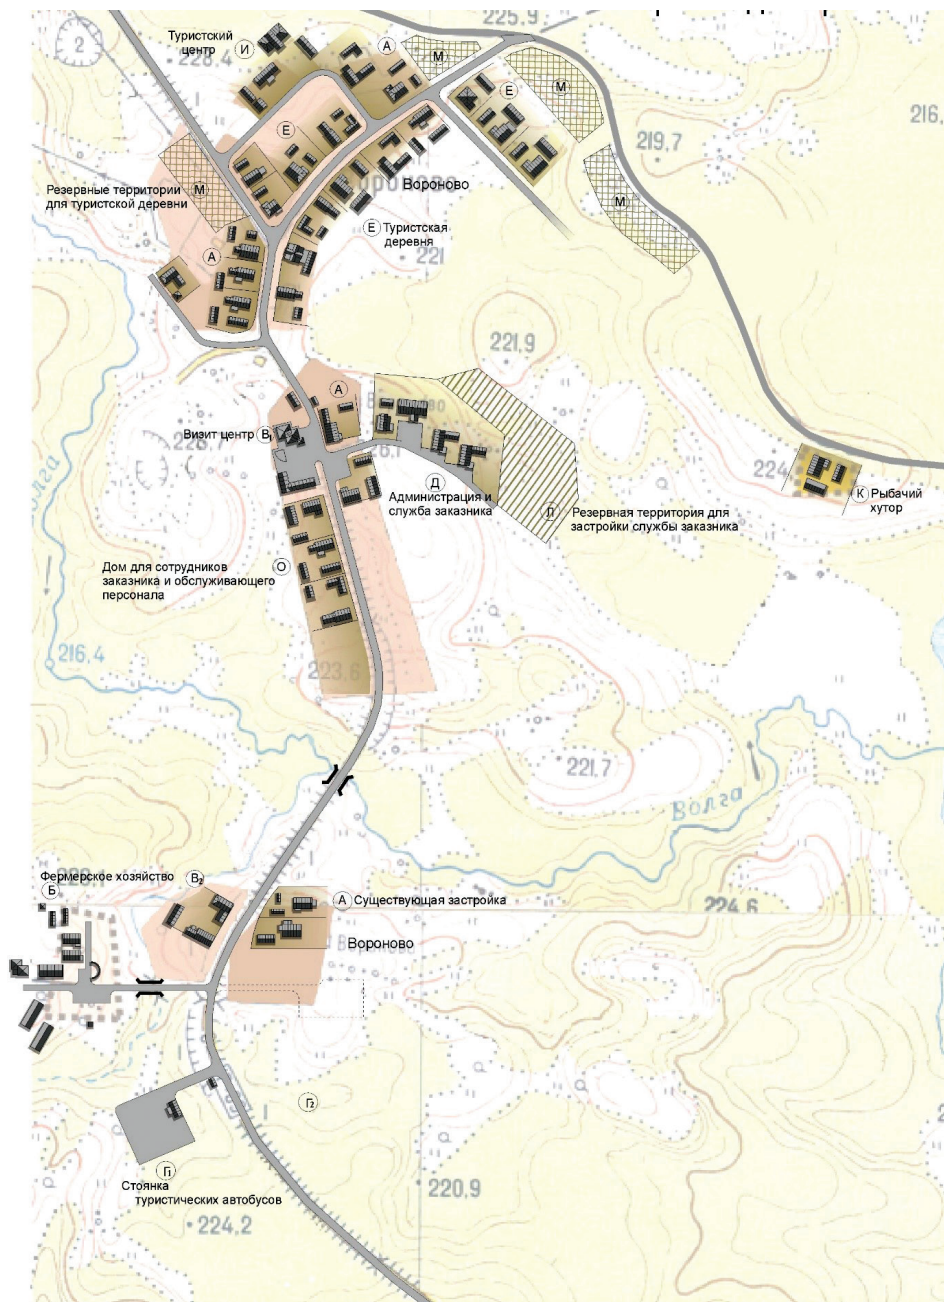 225,9
Туристский
центр
И
А
228,4
М
2
Е
М
216,
Е
219,7
Резервные территории
для туристской деревни
М
Вороново
М
Е Туристская
деревня
А
221
221,9
А
Визит центр В1
224
К Рыбачий
хутор
Д
Администрация и
служба заказника
Л
Резервная территория для
застройки службы заказника
Дом для сотрудников
заказника и обслуживающего
персонала
О
Волга
216,4
223,6
221,7
Волга
Фермерское хозяйство
Б
В2
А Существующая застройка
224,6
Вороново
Г2
Г1
Стоянка
туристических автобусов
220,9
224,2